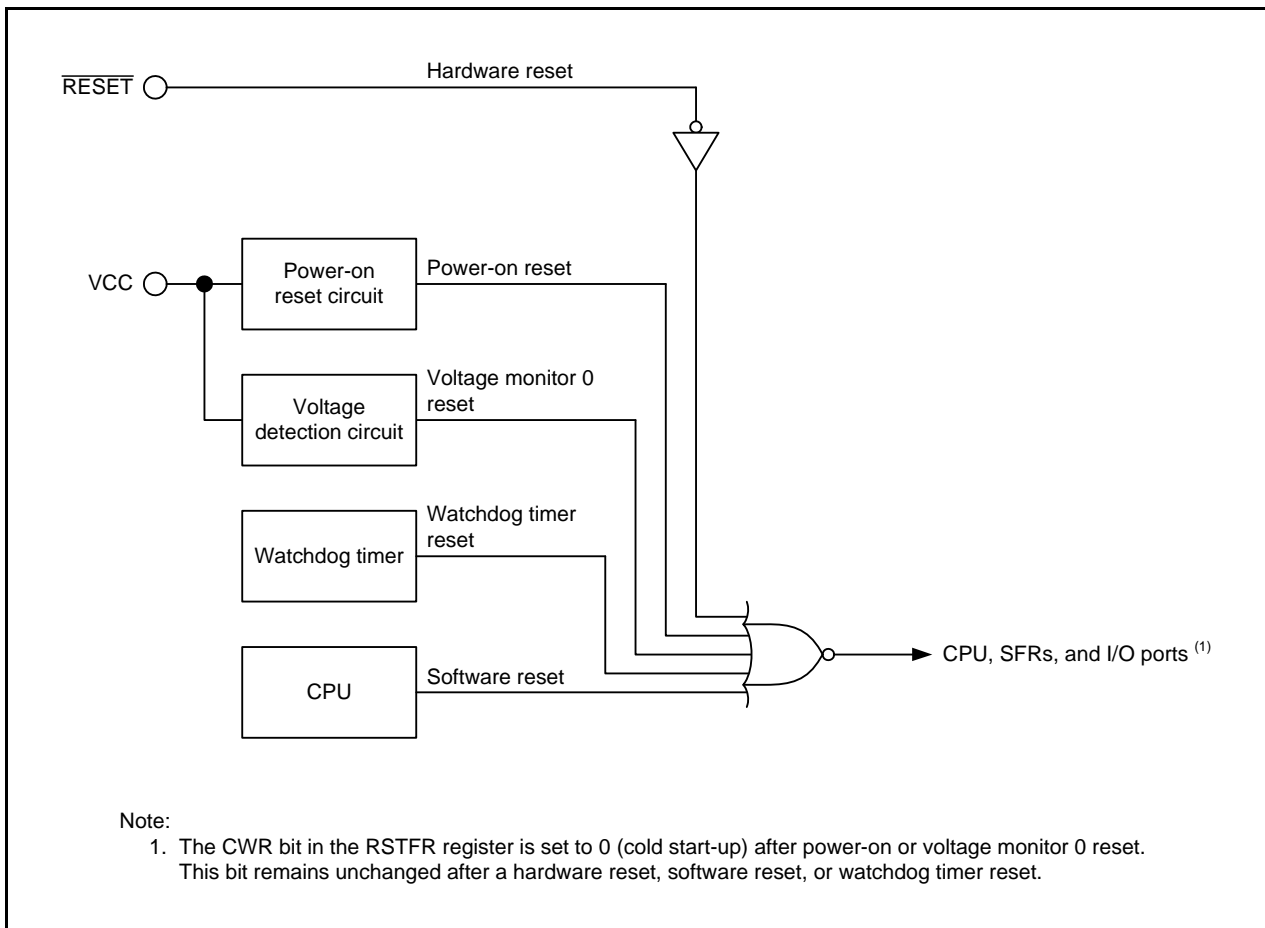 RESET
Hardware reset
VCC
Power-on
reset circuit
Power-on reset
Voltage
detection circuit
Voltage monitor 0
reset
Watchdog timer
Watchdog timer
reset
CPU
Software reset
CPU, SFRs, and I/O ports (1)
Note:
1. The CWR bit in the RSTFR register is set to 0 (cold start-up) after power-on or voltage monitor 0 reset.
This bit remains unchanged after a hardware reset, software reset, or watchdog timer reset.